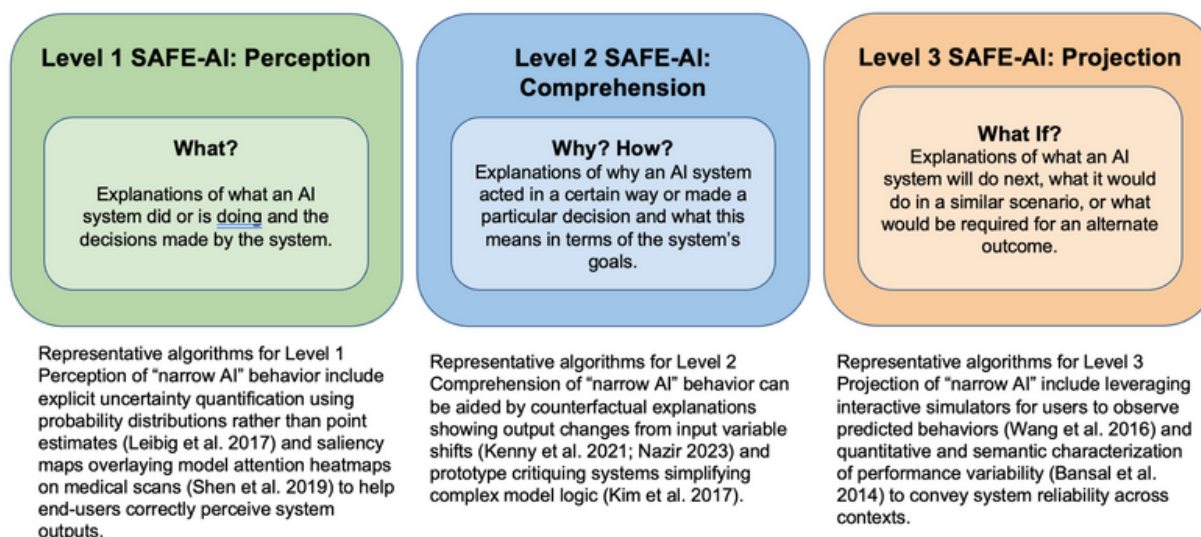 Level 1 SAFE-AI: Perception
What?
Explanations of what an AI
system did or is doing and the
decisions made by the system.
Representative algorithms for Level 1
Perception of “narrow AI” behavior include
explicit uncertainty quantification using
probability distributions rather than point
estimates (Leibig et al. 2017) and saliency
maps overlaying model attention heatmaps
on medical scans (Shen et al. 2019) to help
end-users correctly perceive system
outputs.
Level 2 SAFE-AI:
Comprehension
Why? How?
Explanations of why an AI system
acted in a certain way or made a
particular decision and what this
means in terms of the system’s
goals.
Representative algorithms for Level 2
Comprehension of “narrow AI” behavior can
be aided by counterfactual explanations
showing output changes from input variable
shifts (Kenny et al. 2021; Nazir 2023) and
prototype critiquing systems simplifying
complex model logic (Kim et al. 2017).
Level 3 SAFE-AI: Projection
What If?
Explanations of what an AI
system will do next, what it would
do in a similar scenario, or what
would be required for an alternate
outcome.
Representative algorithms for Level 3
Projection of “narrow AI” include leveraging
interactive simulators for users to observe
predicted behaviors (Wang et al. 2016) and
quantitative and semantic characterization
of performance variability (Bansal et al.
2014) to convey system reliability across
contexts.